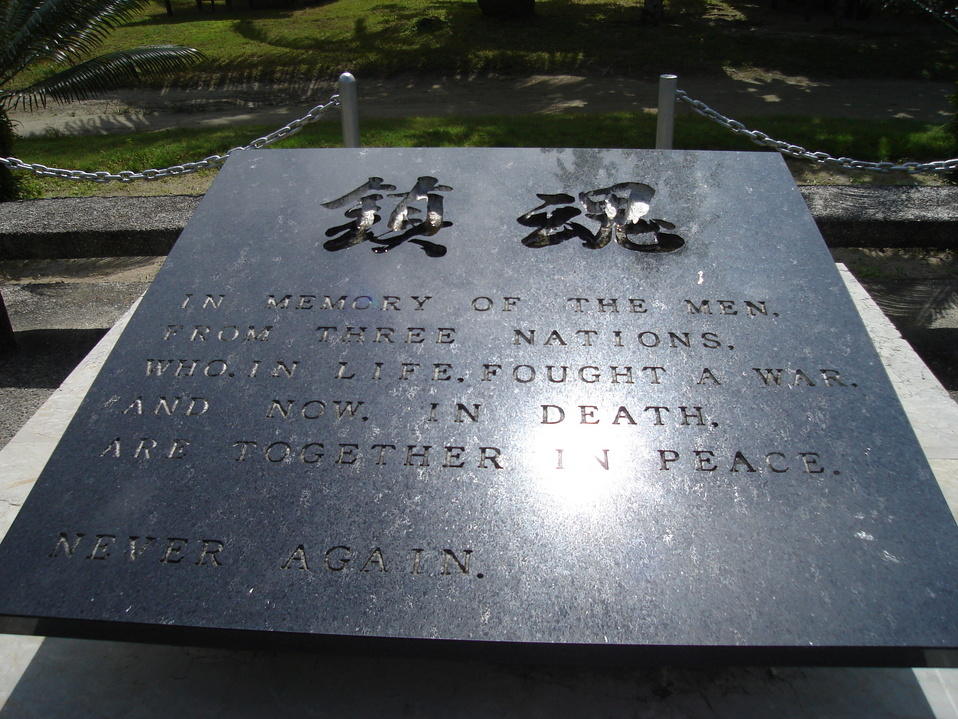 鎮魂
IN MEMORY OF THE MEN,
FROM THREE NATIONS,
WHO, IN LIFE, FOUGHT A WAR,
AND NOW, IN DEATH,
ARE TOGETHER IN PEACE.
NEVER AGAIN.